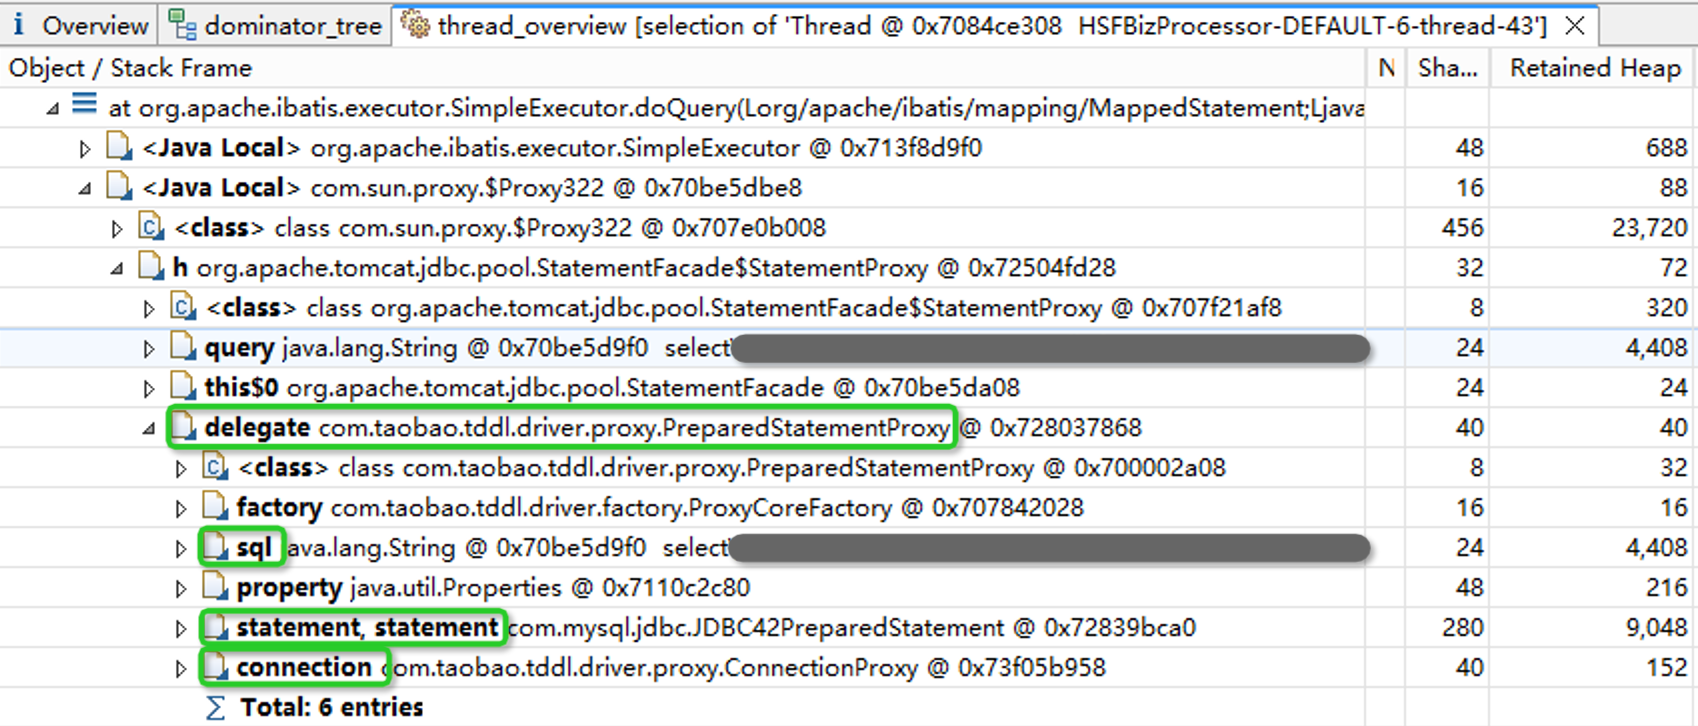 Overview dominator_tree thread_overview [selection of 'Thread @ 0x7084ce308 HSFBizProcessor-DEFAULT-6-thread-43']
Object / Stack Frame N Sha... Retained Heap
at org.apache.ibatis.executor.SimpleExecutor.doQuery(Lorg/apache/ibatis/mapping/MappedStatement;Ljava
<Java Local> org.apache.ibatis.executor.SimpleExecutor @ 0x713f8d9f0 48 688
<Java Local> com.sun.proxy.$Proxy322 @ 0x70be5dbe8 16 88
<class> class com.sun.proxy.$Proxy322 @ 0x707e0b008 456 23,720
h org.apache.tomcat.jdbc.pool.StatementFacade$StatementProxy @ 0x72504fd28 32 72
<class> class org.apache.tomcat.jdbc.pool.StatementFacade$StatementProxy @ 0x707f21af8 8 320
query java.lang.String @ 0x70be5d9f0 select 24 4,408
this$0 org.apache.tomcat.jdbc.pool.StatementFacade @ 0x70be5da08 24 24
delegate com.taobao.tddl.driver.proxy.PreparedStatementProxy @ 0x728037868 40 40
<class> class com.taobao.tddl.driver.proxy.PreparedStatementProxy @ 0x700002a08 8 32
factory com.taobao.tddl.driver.factory.ProxyCoreFactory @ 0x707842028 16 16
sql java.lang.String @ 0x70be5d9f0 select 24 4,408
property java.util.Properties @ 0x7110c2c80 48 216
statement, statement com.mysql.jdbc.JDBC42PreparedStatement @ 0x72839bca0 280 9,048
connection com.taobao.tddl.driver.proxy.ConnectionProxy @ 0x73f05b958 40 152
Total: 6 entries